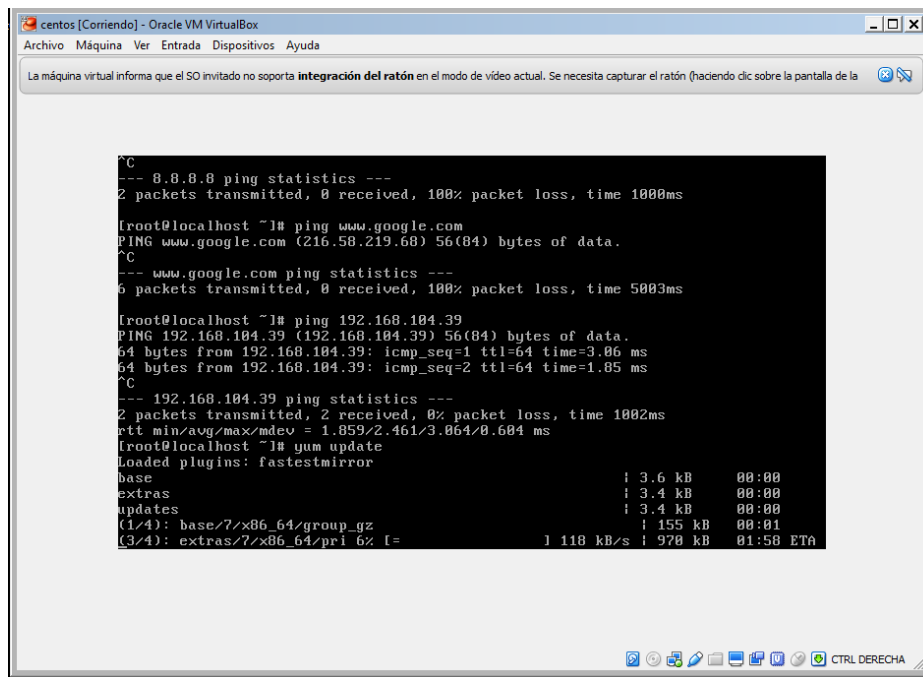 centos [Corriendo] - Oracle VM VirtualBox
Archivo Máquina Ver Entrada Dispositivos Ayuda
La máquina virtual informa que el SO invitado no soporta integración del ratón en el modo de vídeo actual. Se necesita capturar el ratón (haciendo clic sobre la pantalla de la
^C
--- 8.8.8.8 ping statistics ---
2 packets transmitted, 0 received, 100% packet loss, time 1000ms
[root@localhost ~]# ping www.google.com
PING www.google.com (216.58.219.68) 56(84) bytes of data.
^C
--- www.google.com ping statistics ---
6 packets transmitted, 0 received, 100% packet loss, time 5003ms
[root@localhost ~]# ping 192.168.104.39
PING 192.168.104.39 (192.168.104.39) 56(84) bytes of data.
64 bytes from 192.168.104.39: icmp_seq=1 ttl=64 time=3.06 ms
64 bytes from 192.168.104.39: icmp_seq=2 ttl=64 time=1.85 ms
^C
--- 192.168.104.39 ping statistics ---
2 packets transmitted, 2 received, 0% packet loss, time 1002ms
rtt min/avg/max/mdev = 1.859/2.461/3.064/0.604 ms
[root@localhost ~]# yum update
Loaded plugins: fastestmirror
base | 3.6 kB 00:00
extras | 3.4 kB 00:00
updates | 3.4 kB 00:00
(1/4): base/7/x86_64/group_gz | 155 kB 00:01
(3/4): extras/7/x86_64/pri 6% [= ] 118 kB/s | 970 kB 01:58 ETA
CTRL DERECHA